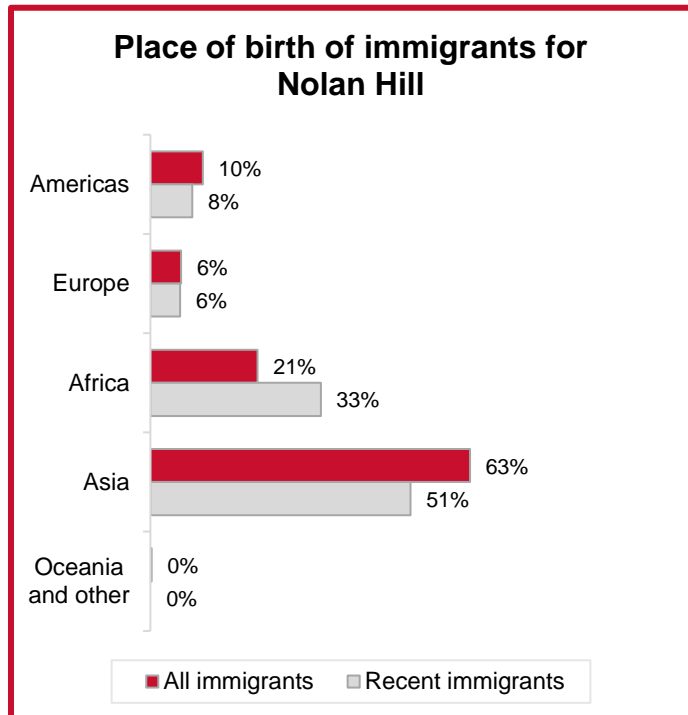 Place of birth of immigrants for
Nolan Hill
Americas
10%
8%
Europe
6%
6%
Africa
21%
33%
Asia
63%
51%
Oceania
and other
0%
0%
All immigrants
Recent immigrants